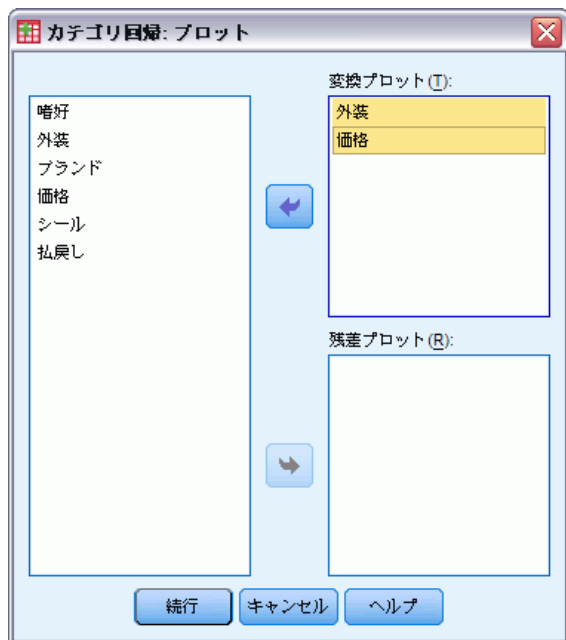 カテゴリ回帰: プロット
嗜好
外装
ブランド
価格
シール
払戻し
変換プロット(T):
外装
価格
残差プロット(R):
続行
キャンセル
ヘルプ